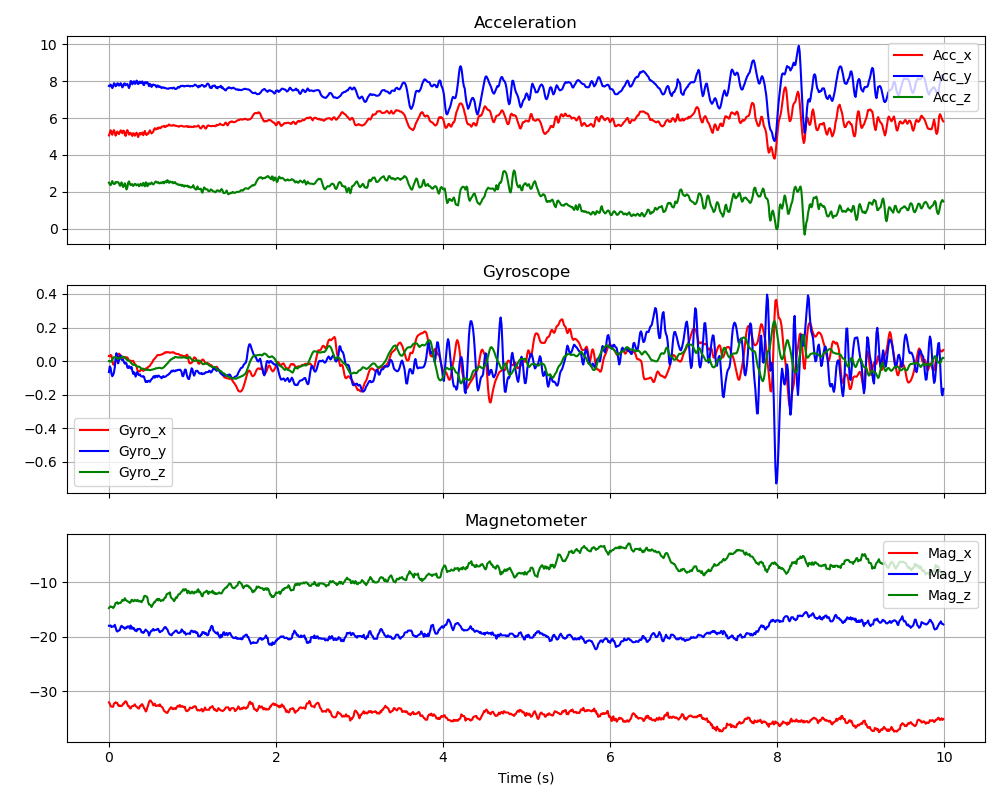 Acceleration
10
8
6
4
2
0
Acc_x
Acc_y
Acc_z
Gyroscope
0.4
0.2
0.0
−0.2
−0.4
−0.6
Gyro_x
Gyro_y
Gyro_z
Magnetometer
−10
−20
−30
Mag_x
Mag_y
Mag_z
0 2 4 6 8 10
Time (s)